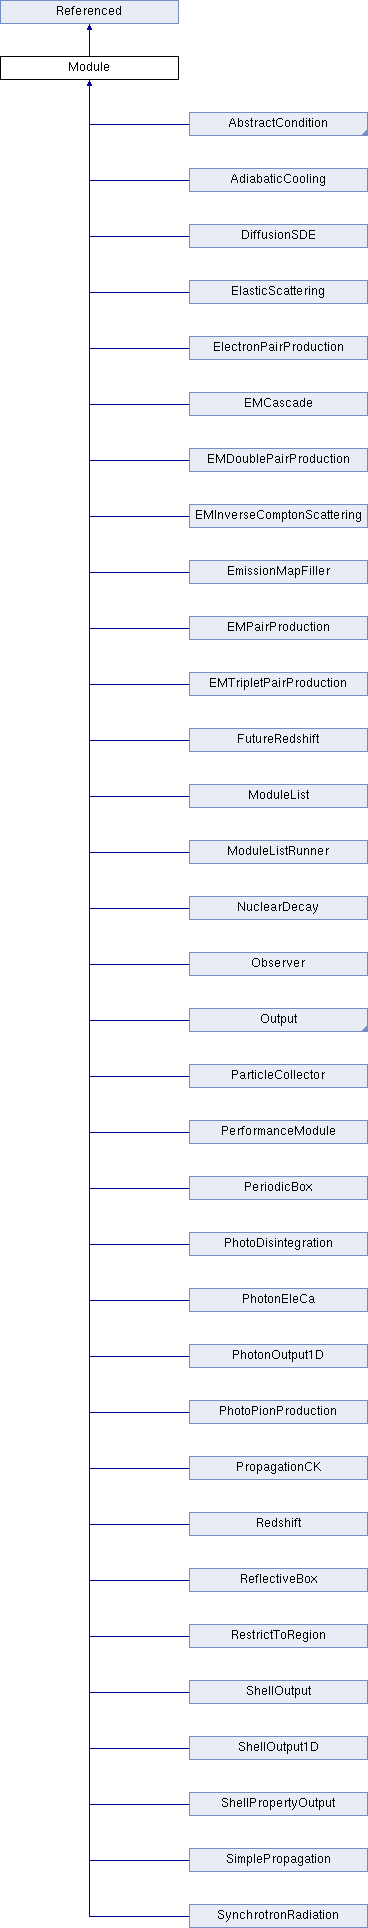 Referenced
Module
AbstractCondition
AdiabaticCooling
DiffusionSDE
ElasticScattering
ElectronPairProduction
EMCascade
EMDoublePairProduction
EMInverseComptonScattering
EmissionMapFiller
EMPairProduction
EMTripletPairProduction
FutureRedshift
ModuleList
ModuleListRunner
NuclearDecay
Observer
Output
ParticleCollector
PerformanceModule
PeriodicBox
PhotoDisintegration
PhotonEleCa
PhotonOutput1D
PhotoPionProduction
PropagationCK
Redshift
ReflectiveBox
RestrictToRegion
ShellOutput
ShellOutput1D
ShellPropertyOutput
SimplePropagation
SynchrotronRadiation